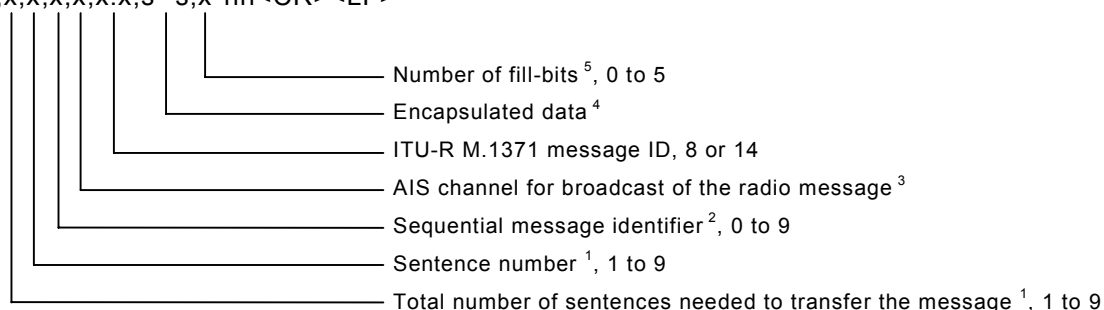 Number of fill-bits 5, 0 to 5
Encapsulated data 4
ITU-R M.1371 message ID, 8 or 14
AIS channel for broadcast of the radio message 3
Sequential message identifier 2, 0 to 9
Sentence number 1, 1 to 9
Total number of sentences needed to transfer the message 1, 1 to 9